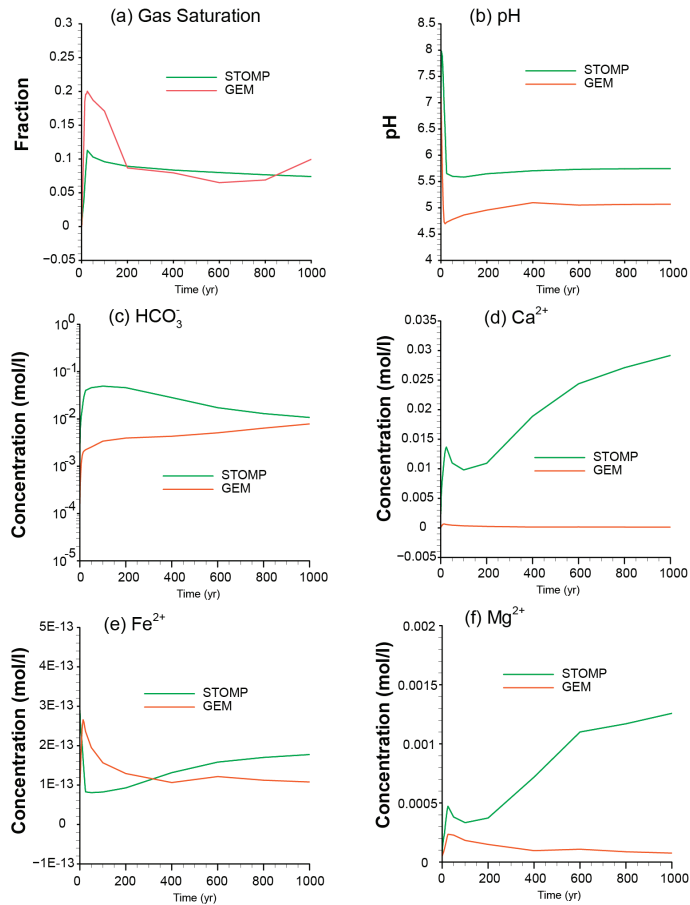 (a) Gas Saturation
Fraction
0.3
0.25
0.2
0.15
0.1
0.05
0
−0.05
STOMP
GEM
0 200 400 600 800 1000
Time (yr)
(b) pH
pH
8.5
8
7.5
7
6.5
6
5.5
5
4.5
4
STOMP
GEM
0 200 400 600 800 1000
Time (yr)
(c) HCO₃⁻
Concentration (mol/l)
10⁰
10⁻¹
10⁻²
10⁻³
10⁻⁴
10⁻⁵
STOMP
GEM
0 200 400 600 800 1000
Time (yr)
(d) Ca²⁺
Concentration (mol/l)
0.035
0.03
0.025
0.02
0.015
0.01
0.005
0
−0.005
STOMP
GEM
0 200 400 600 800 1000
Time (yr)
(e) Fe²⁺
Concentration (mol/l)
5E-13
4E-13
3E-13
2E-13
1E-13
0
−1E-13
STOMP
GEM
0 200 400 600 800 1000
Time (yr)
(f) Mg²⁺
Concentration (mol/l)
0.002
0.0015
0.001
0.0005
0
STOMP
GEM
0 200 400 600 800 1000
Time (yr)